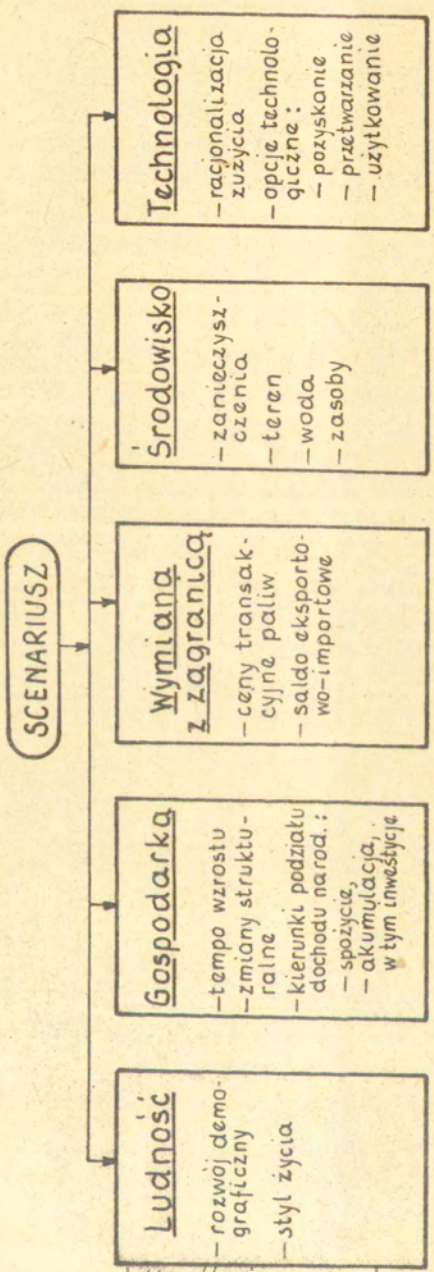 SCENARIUSZ
Ludność
– rozwój demo-
graficzny
– styl życia
Gospodarka
– tempo wzrostu
– zmiany struktu-
ralne
– kierunki podziału
dochodu narod.:
– spożycie,
– akumulacja,
w tym inwestycje
Wymiana
z zagranicą
– ceny transak-
cyjne paliw
– saldo eksporto-
wo-importowe
Środowisko
– zanieczysz-
czenia
– teren
– woda
– zasoby
Technologia
– racjonalizacja
zużycia
– opcje technolo-
giczne:
– pozyskanie
– przetwarzanie
– użytkowanie